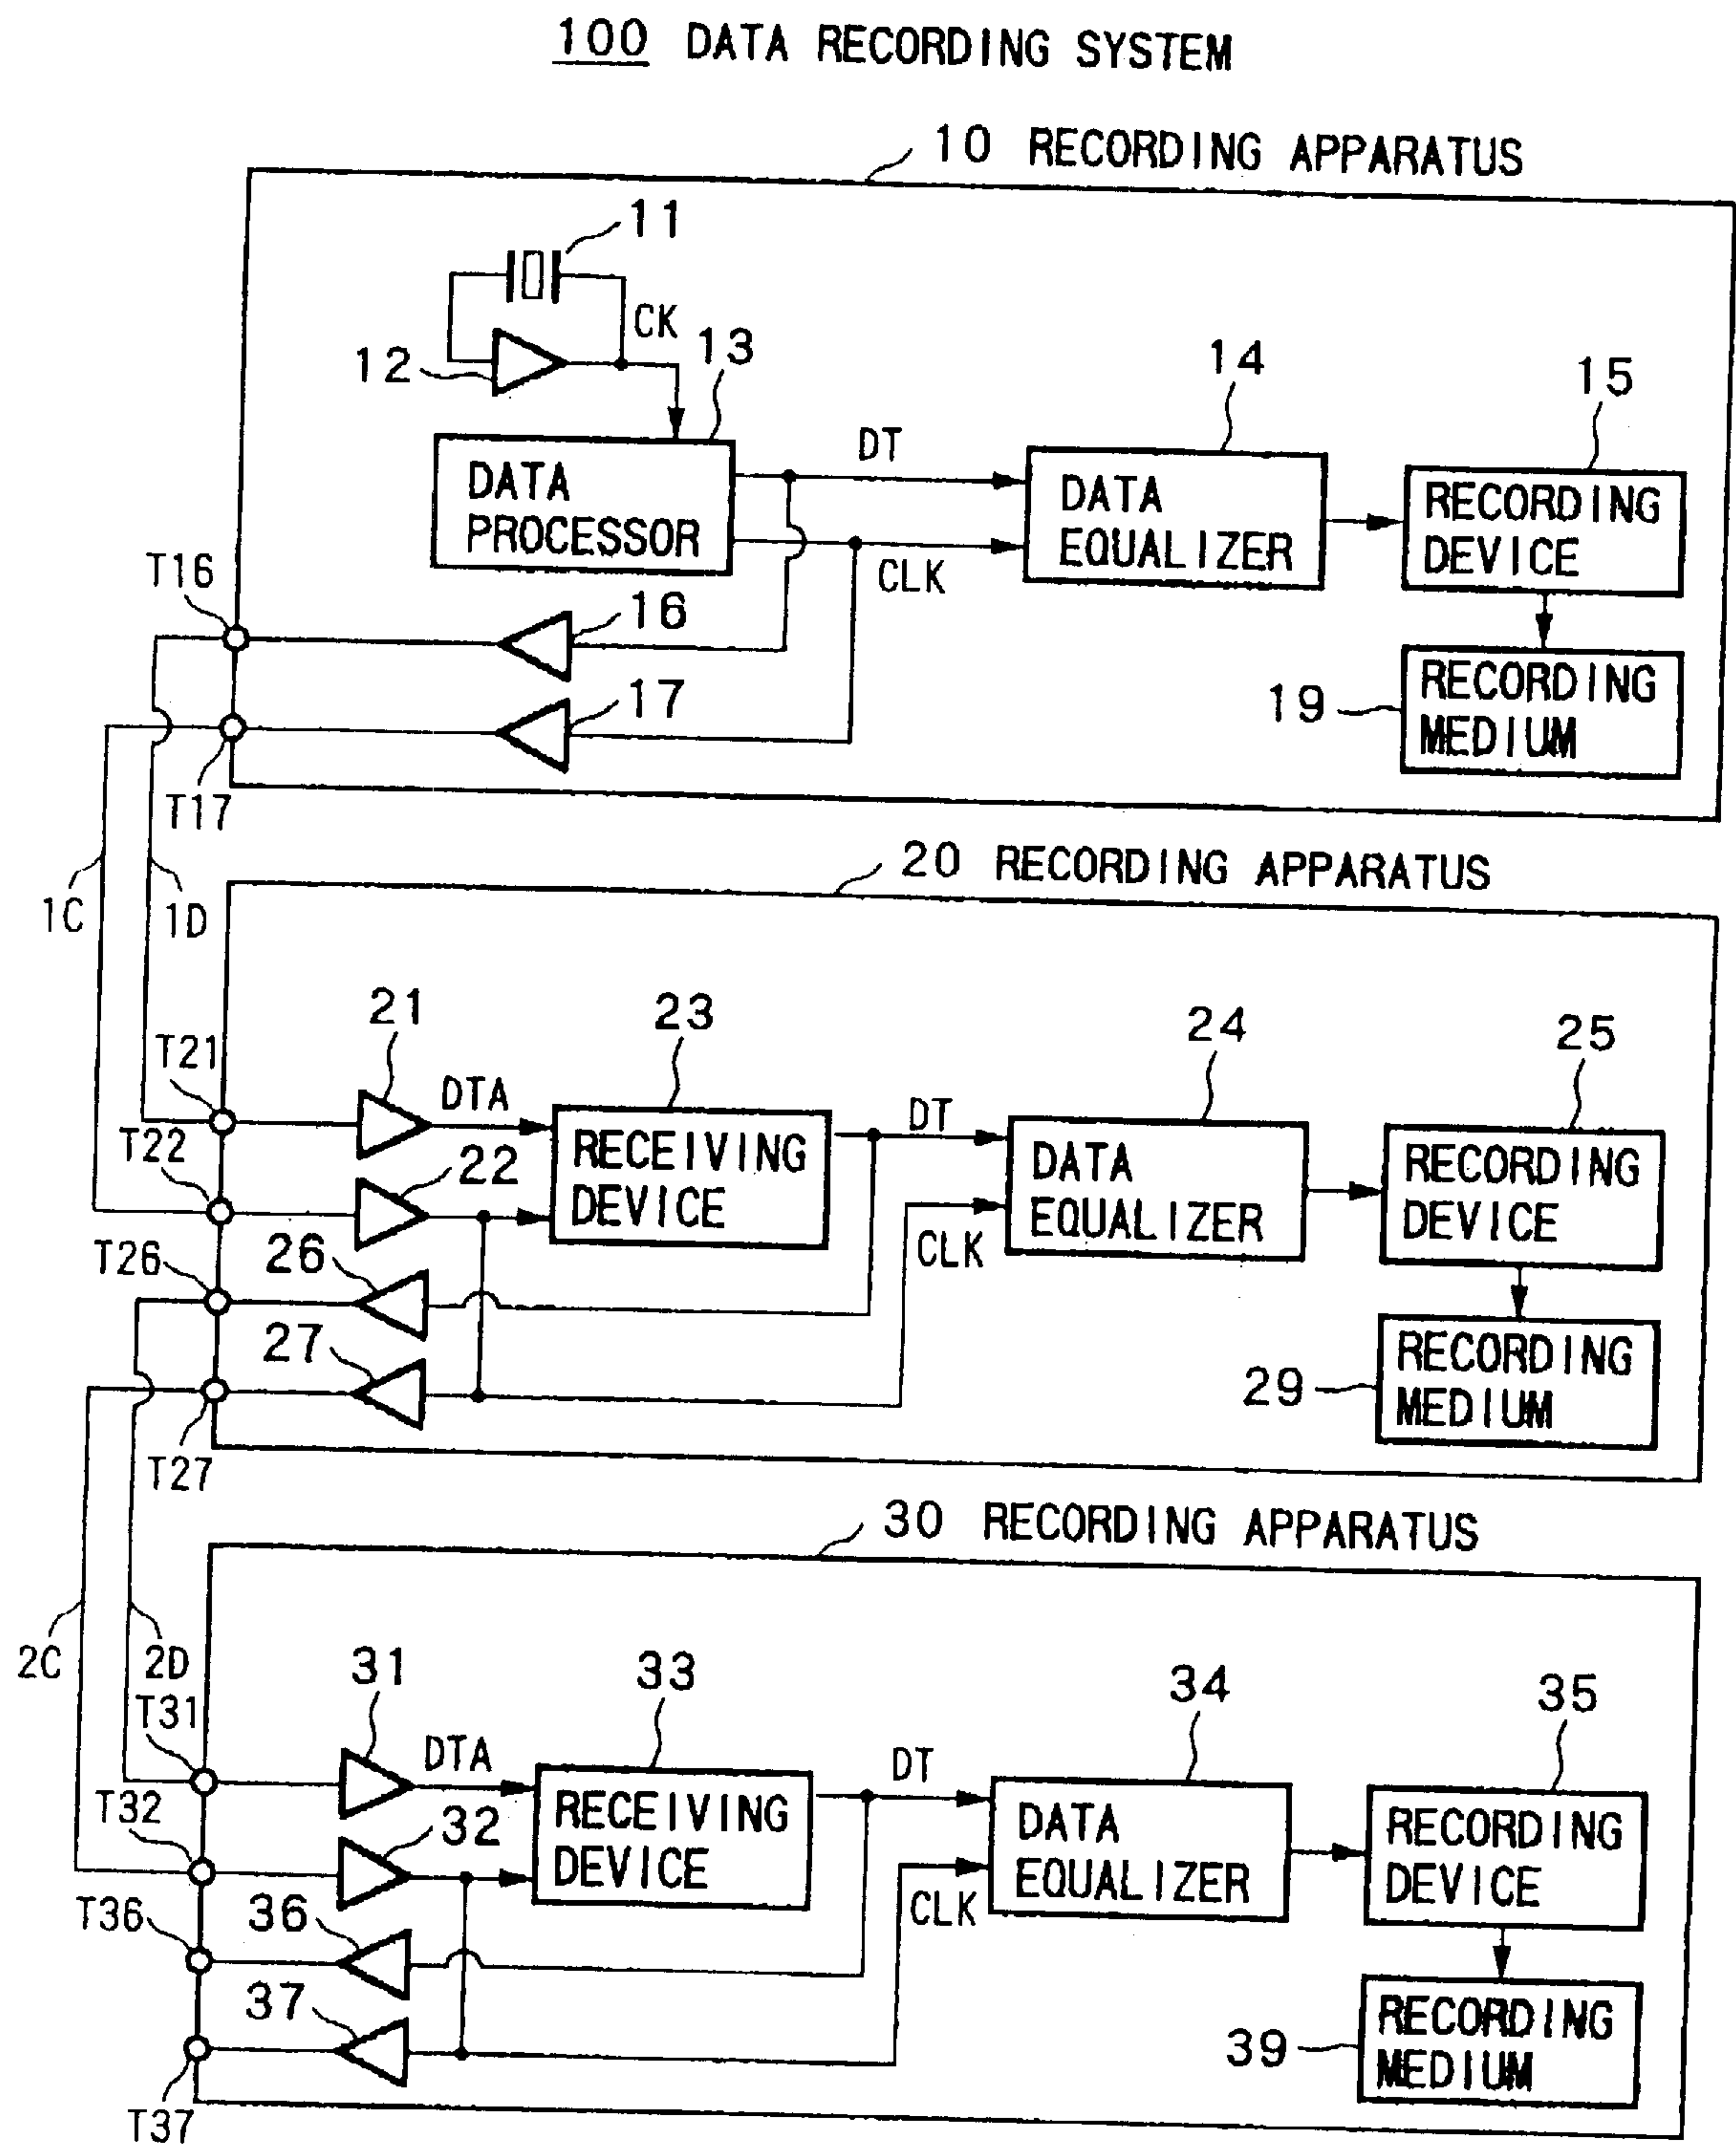 100 DATA RECORDING SYSTEM
10 RECORDING APPARATUS
11
CK
12
13
14
15
DATA
PROCESSOR
DT
CLK
DATA
EQUALIZER
RECORDING
DEVICE
T16
16
17
19
RECORDING
MEDIUM
T17
1C
1D
20 RECORDING APPARATUS
21
23
24
25
T21
DTA
T22
22
RECEIVING
DEVICE
DT
CLK
DATA
EQUALIZER
RECORDING
DEVICE
T26
26
27
29
RECORDING
MEDIUM
T27
30 RECORDING APPARATUS
2C
2D
31
33
34
35
T31
DTA
T32
32
RECEIVING
DEVICE
DT
CLK
DATA
EQUALIZER
RECORDING
DEVICE
T36
36
37
39
RECORDING
MEDIUM
T37